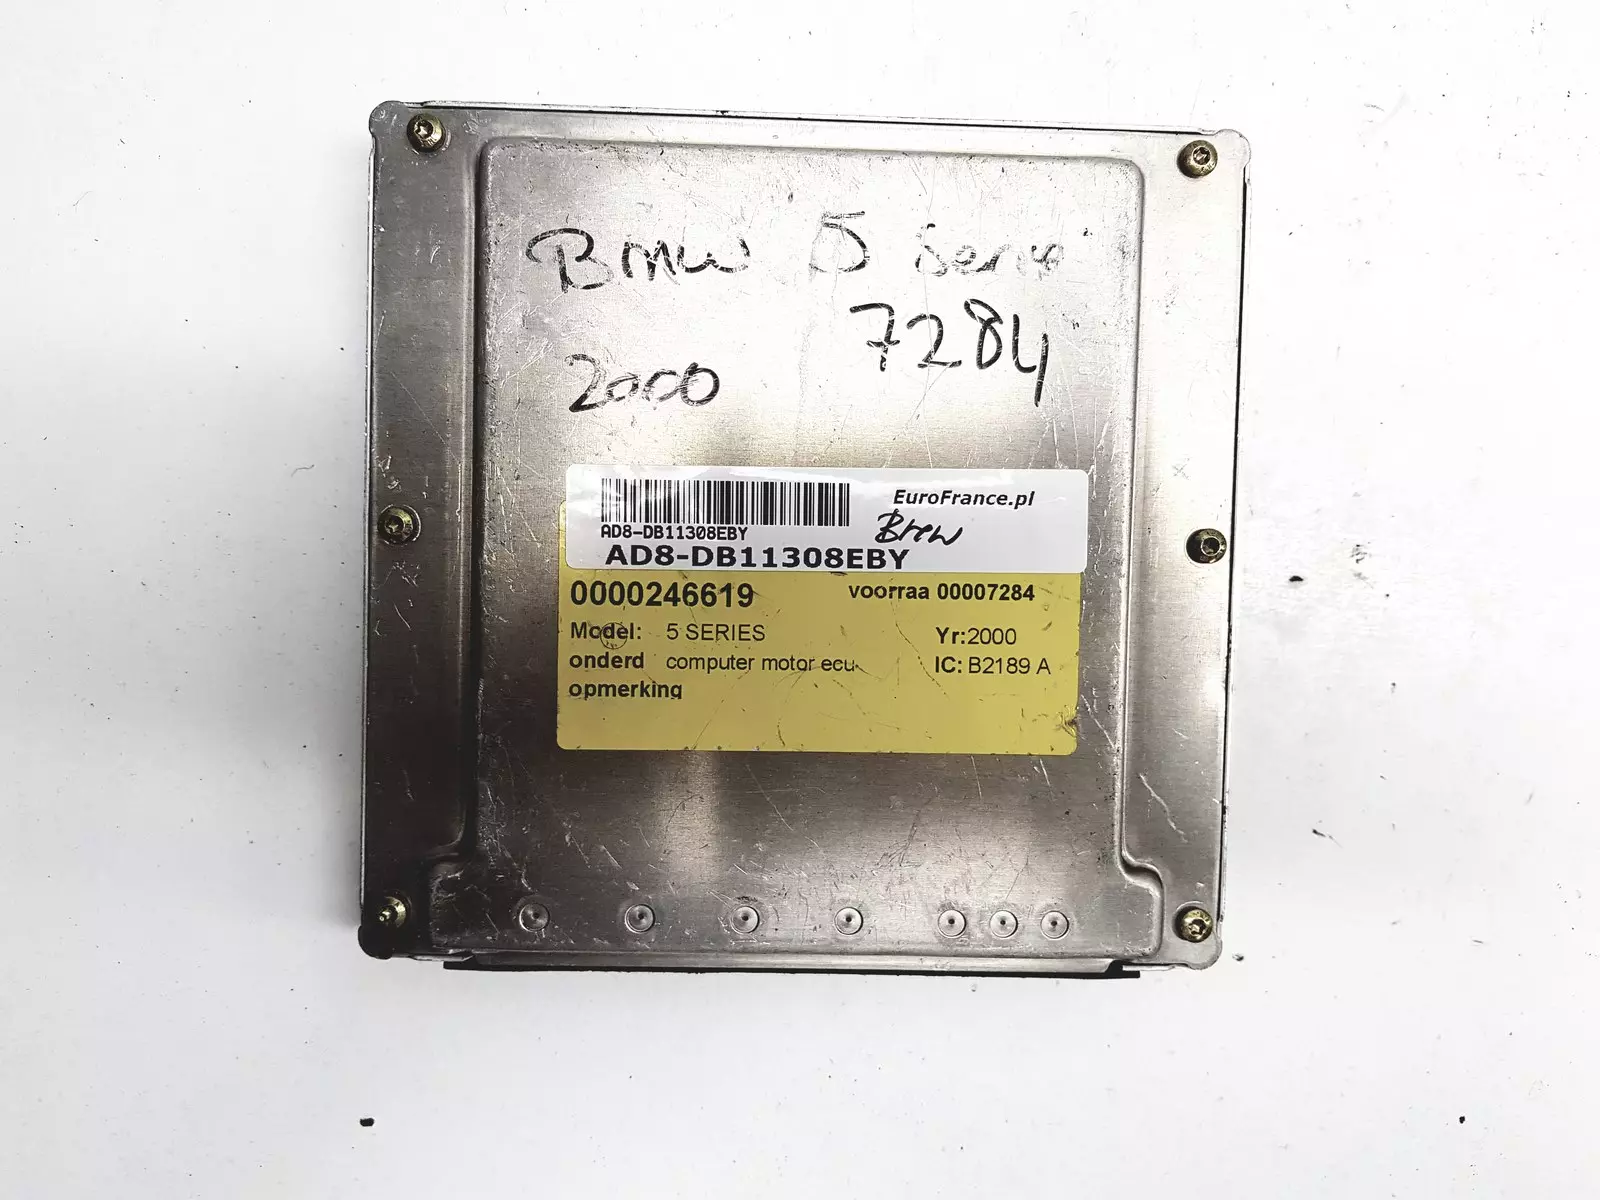 BMW 5 Serie
7284
2000
EuroFrance.pl
BMW
AD8-DB11308EBY
AD8-DB11308EBY
0000246619 voorraa 00007284
Model: 5 SERIES Yr:2000
onderd computer motor ecu IC: B2189 A
opmerking